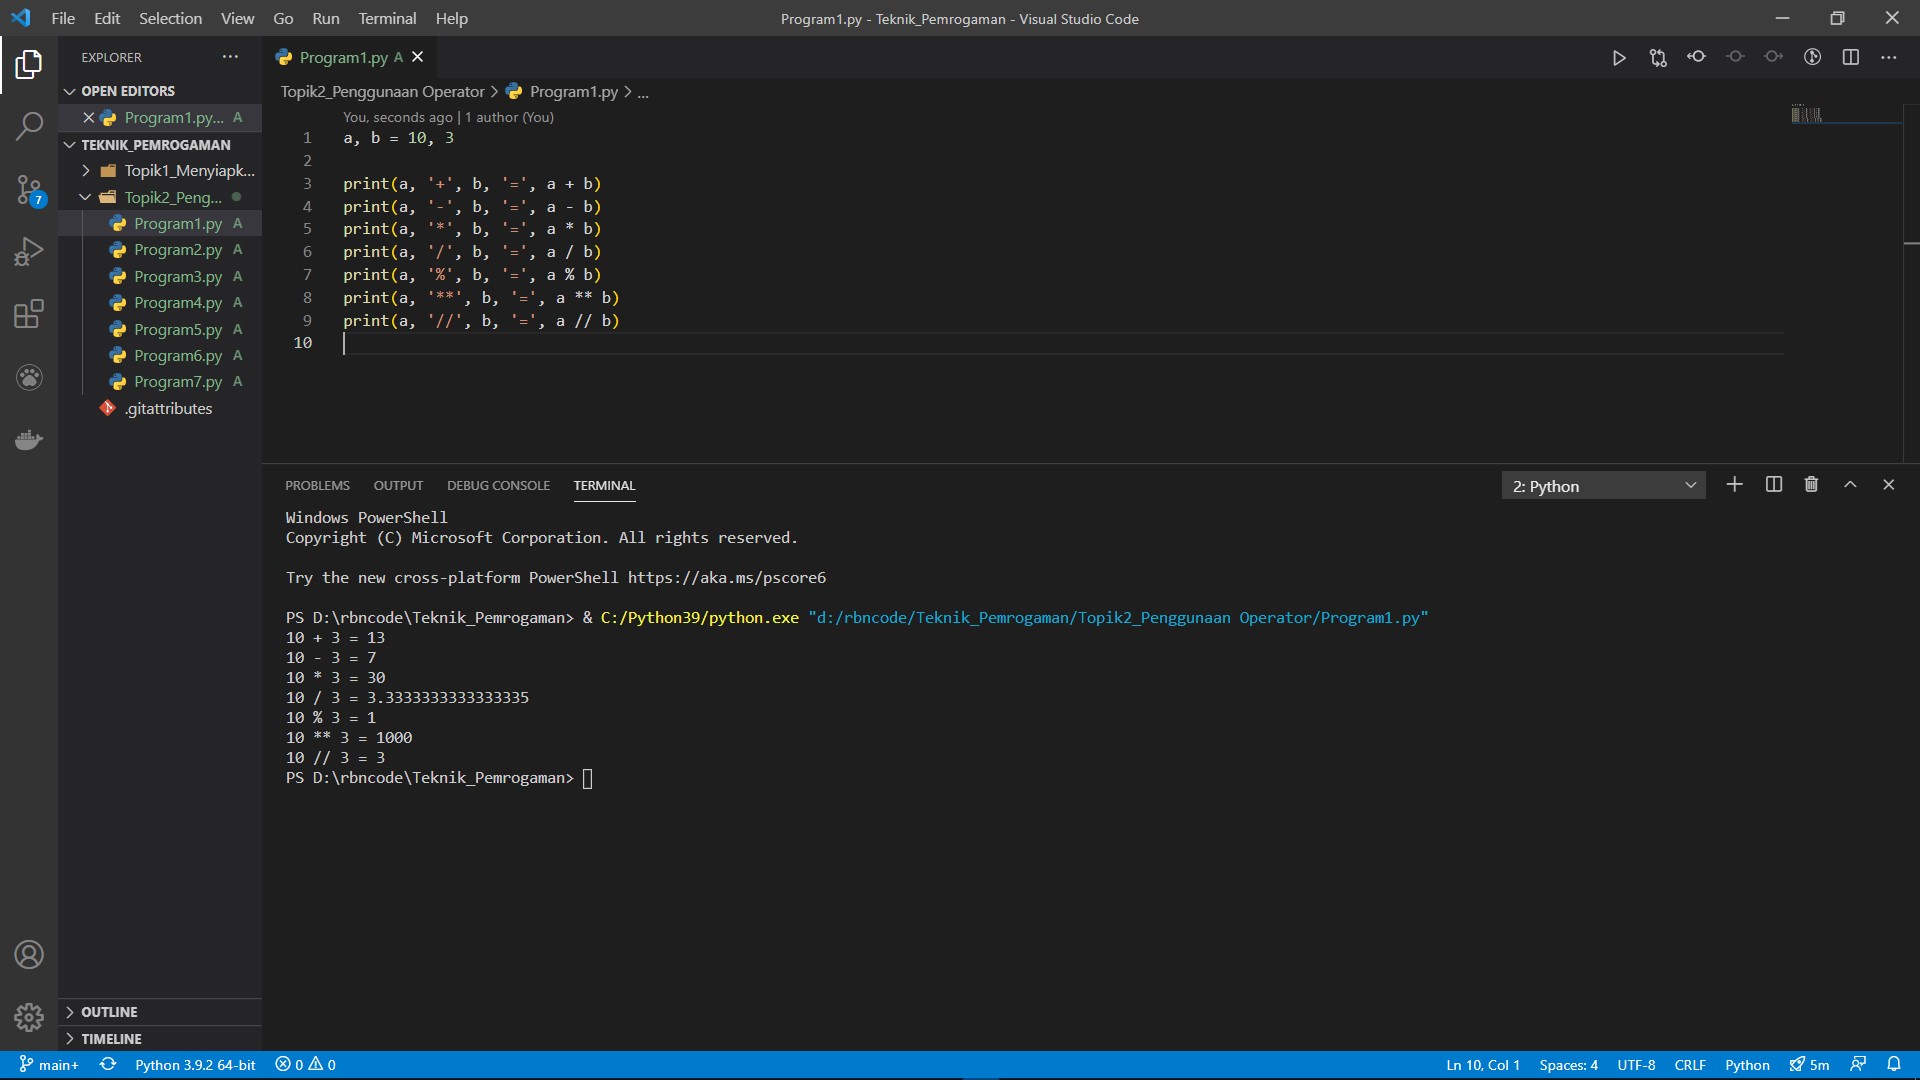 File Edit Selection View Go Run Terminal Help
Program1.py - Teknik_Pemrogaman - Visual Studio Code
EXPLORER
OPEN EDITORS
Program1.py... A
TEKNIK_PEMROGAMAN
Topik1_Menyiapk...
Topik2_Peng...
Program1.py A
Program2.py A
Program3.py A
Program4.py A
Program5.py A
Program6.py A
Program7.py A
.gitattributes
OUTLINE
TIMELINE
7
Program1.py A
Topik2_Penggunaan Operator > Program1.py > ...
You, seconds ago | 1 author (You)
1 a, b = 10, 3
2
3 print(a, '+', b, '=', a + b)
4 print(a, '-', b, '=', a - b)
5 print(a, '*', b, '=', a * b)
6 print(a, '/', b, '=', a / b)
7 print(a, '%', b, '=', a % b)
8 print(a, '**', b, '=', a ** b)
9 print(a, '//', b, '=', a // b)
10
PROBLEMS OUTPUT DEBUG CONSOLE TERMINAL
2: Python
Windows PowerShell
Copyright (C) Microsoft Corporation. All rights reserved.
Try the new cross-platform PowerShell https://aka.ms/pscore6
PS D:\rbncode\Teknik_Pemrogaman> & C:/Python39/python.exe "d:/rbncode/Teknik_Pemrogaman/Topik2_Penggunaan Operator/Program1.py"
10 + 3 = 13
10 - 3 = 7
10 * 3 = 30
10 / 3 = 3.3333333333333335
10 % 3 = 1
10 ** 3 = 1000
10 // 3 = 3
PS D:\rbncode\Teknik_Pemrogaman>
main+ Python 3.9.2 64-bit 0 0
Ln 10, Col 1 Spaces: 4 UTF-8 CRLF Python 5m